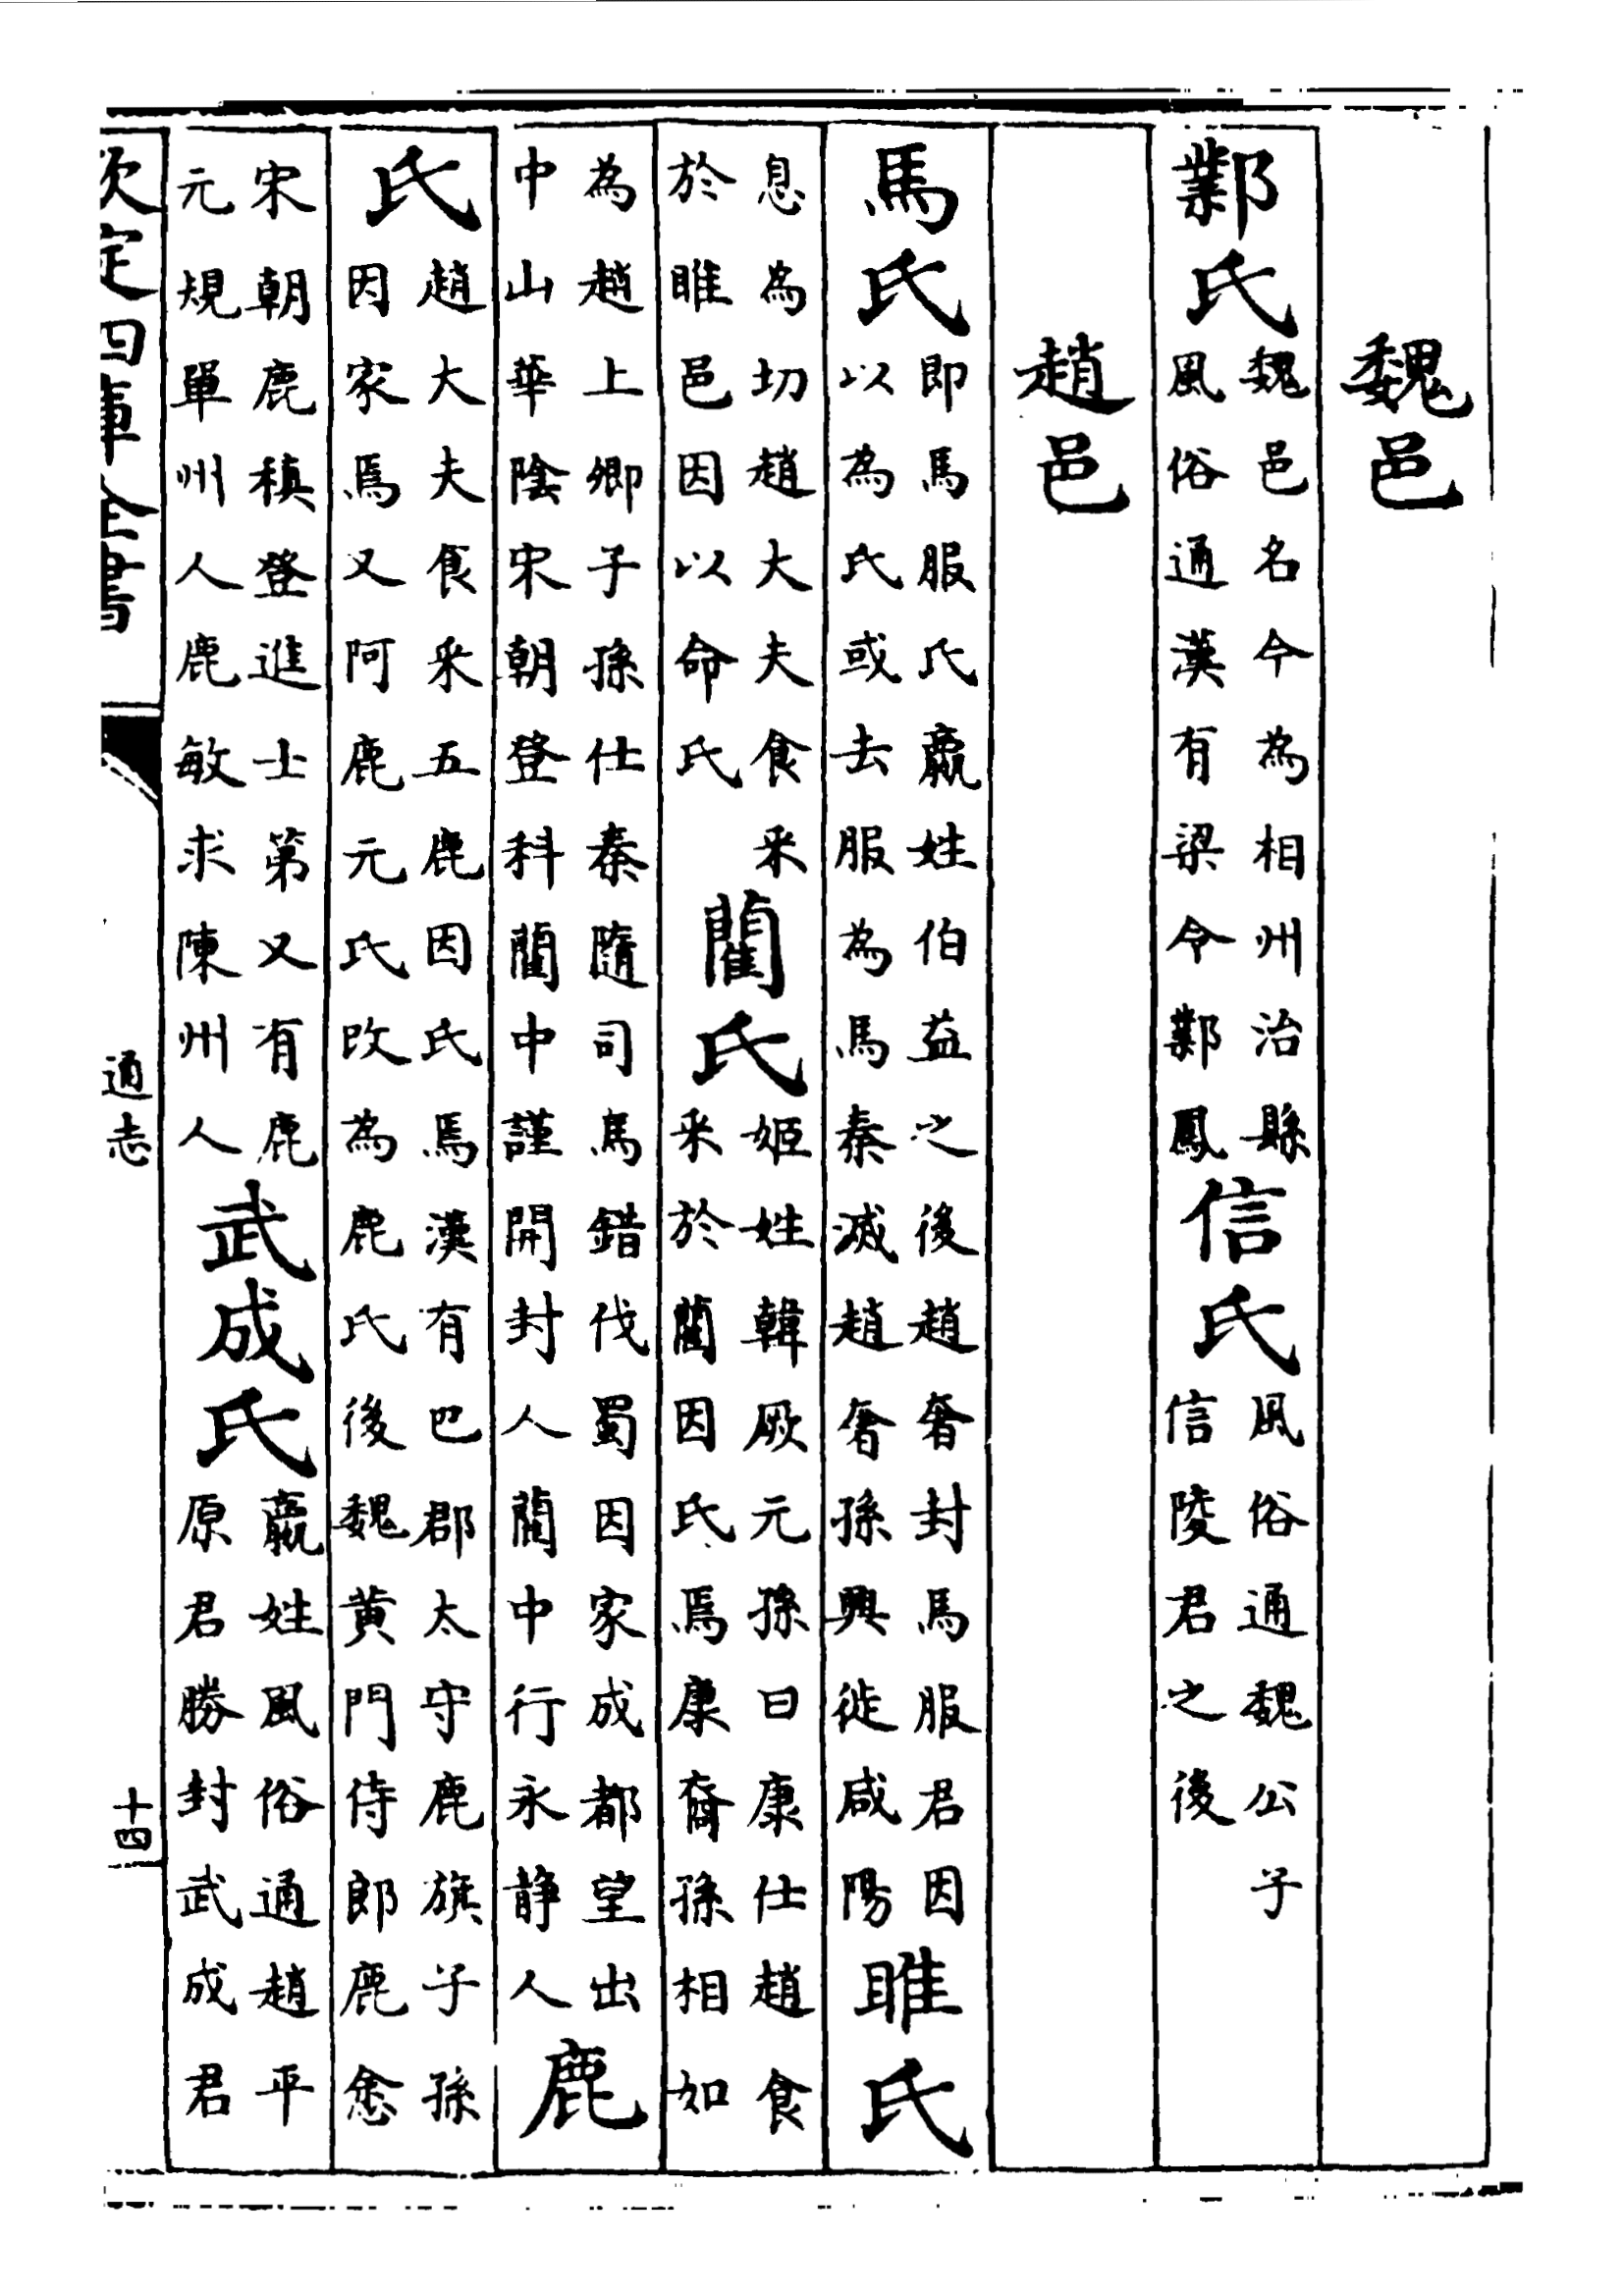 魏邑
鄴氏魏邑名今為相州治縣風俗通漢有梁令鄴鳳信氏風俗通魏公子信陵君之後
趙邑
馬氏即馬服氏嬴姓伯益之後趙奢封馬服君因以為氏或去服為馬秦滅趙奢孫興徙咸陽睢氏
息為切趙大夫食采於睢邑因以命氏藺氏姬姓韓厥元孫曰康仕趙食采於藺因氏焉康裔孫相如
為趙上卿子孫仕秦隨司馬錯伐蜀因家成都望出中山華陰宋朝登科藺中謹開封人藺中行永静人鹿
氏趙大夫食采五鹿因氏焉漢有巴郡太守鹿旗子孫因家焉又阿鹿元氏改為鹿氏後魏黄門侍郎鹿悆
宋朝鹿稹登進士第又有鹿元規單州人鹿敏求陳州人武成氏嬴姓風俗通趙平原君勝封武成君
欽定四庫全書
通志
十四